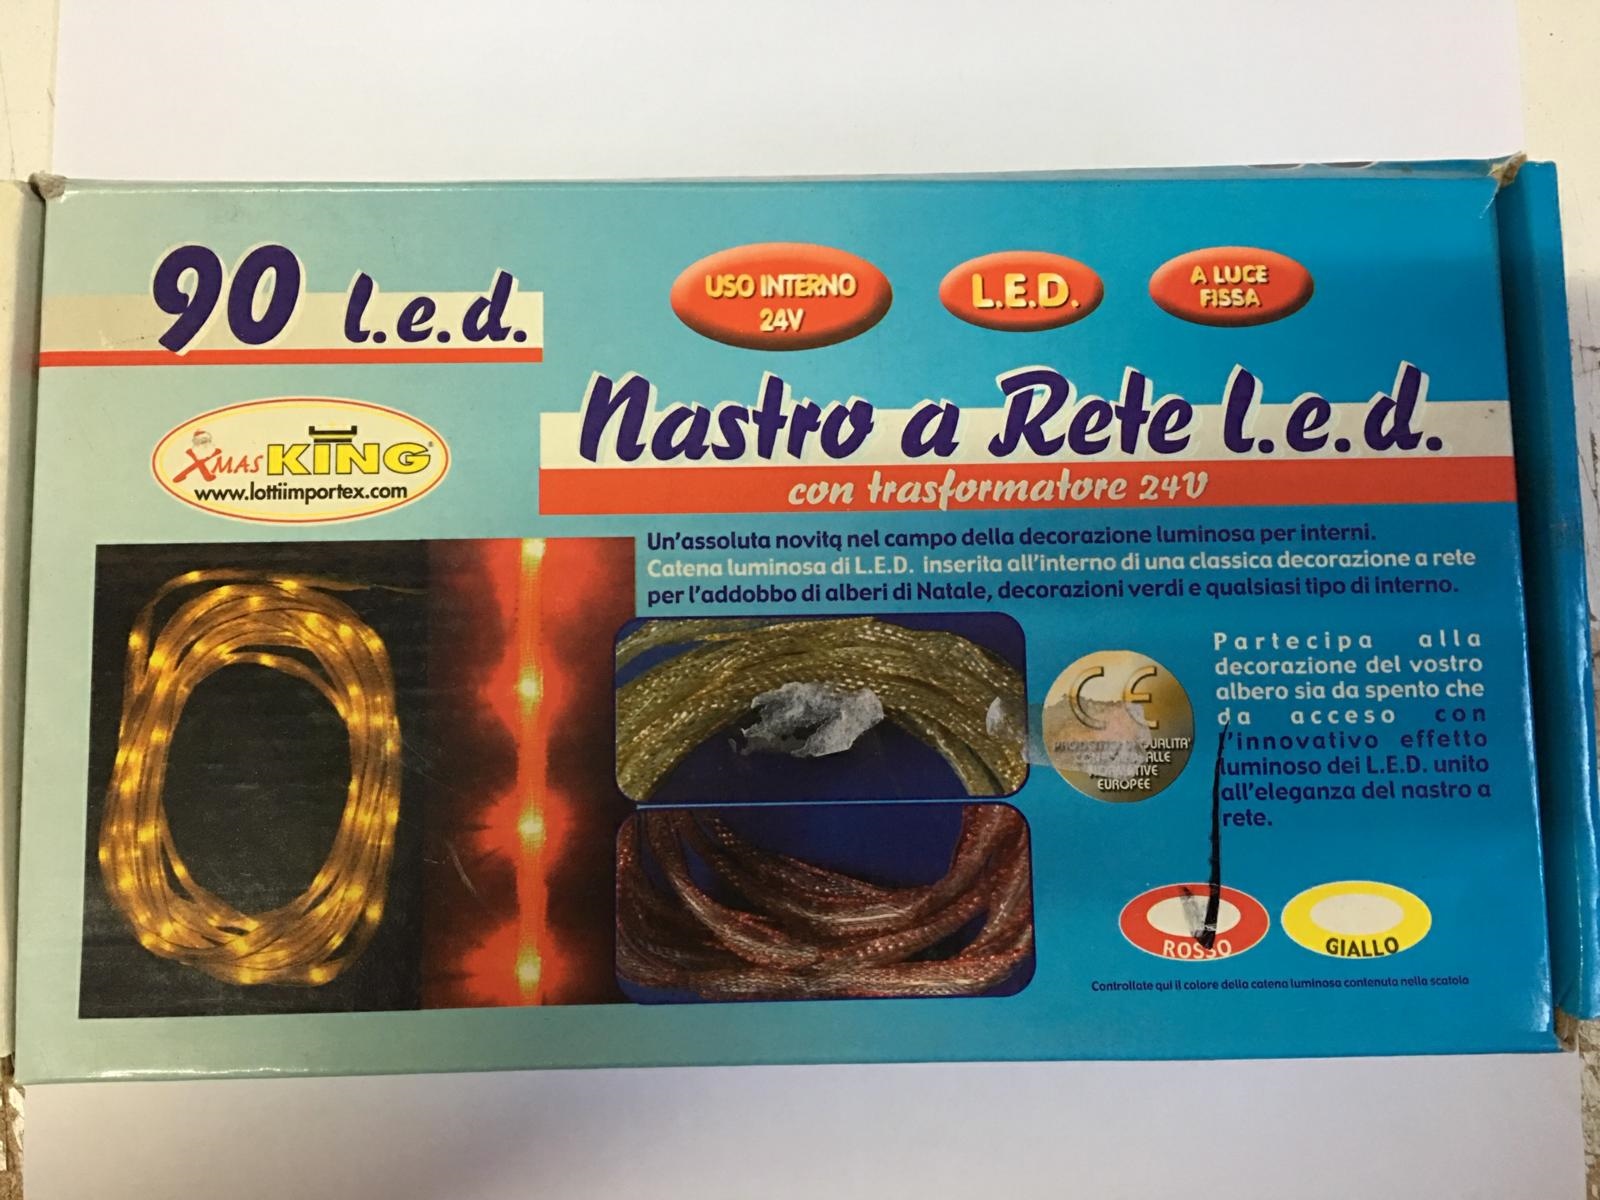 90 l.e.d.
USO INTERNO
24V
L.E.D.
A LUCE
FISSA
Nastro a Rete l.e.d.
con trasformatore 24V
XMAS KING
www.lottiimportex.com
Un'assoluta novitą nel campo della decorazione luminosa per interni.
Catena luminosa di L.E.D. inserita all'interno di una classica decorazione a rete
per l'addobbo di alberi di Natale, decorazioni verdi e qualsiasi tipo di interno.
CE
ALLE
EUROPEE
Partecipa alla
decorazione del vostro
albero sia da spento che
da acceso con
l'innovativo effetto
luminoso dei L.E.D. unito
all'eleganza del nastro a
rete.
ROSSO
GIALLO
Controllate qui il colore della catena luminosa contenuta nella scatola